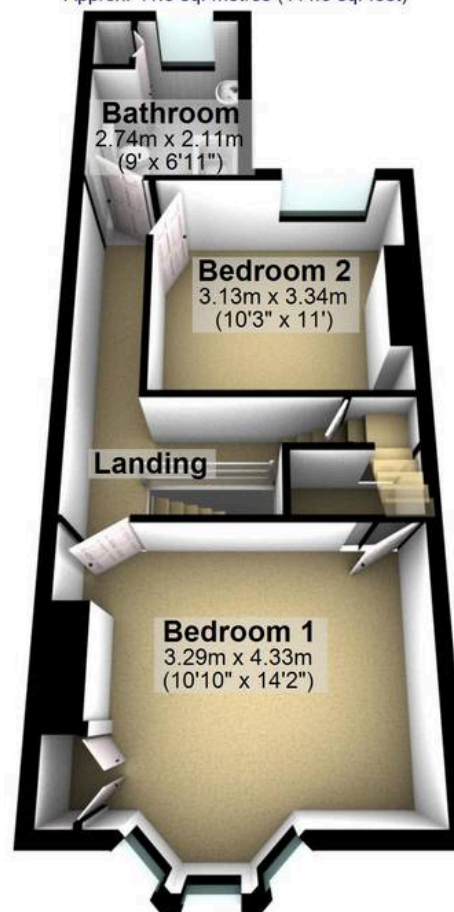 Bathroom
2.74m x 2.11m
(9' x 6'11")
Bedroom 2
3.13m x 3.34m
(10'3" x 11')
Landing
Bedroom 1
3.29m x 4.33m
(10'10" x 14'2")